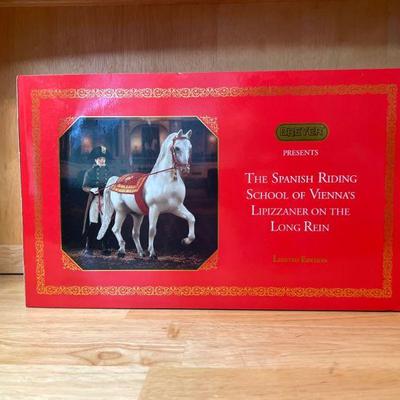 BREYER
PRESENTS
THE SPANISH RIDING
SCHOOL OF VIENNA'S
LIPIZZANER ON THE
LONG REIN
LIMITED EDITION